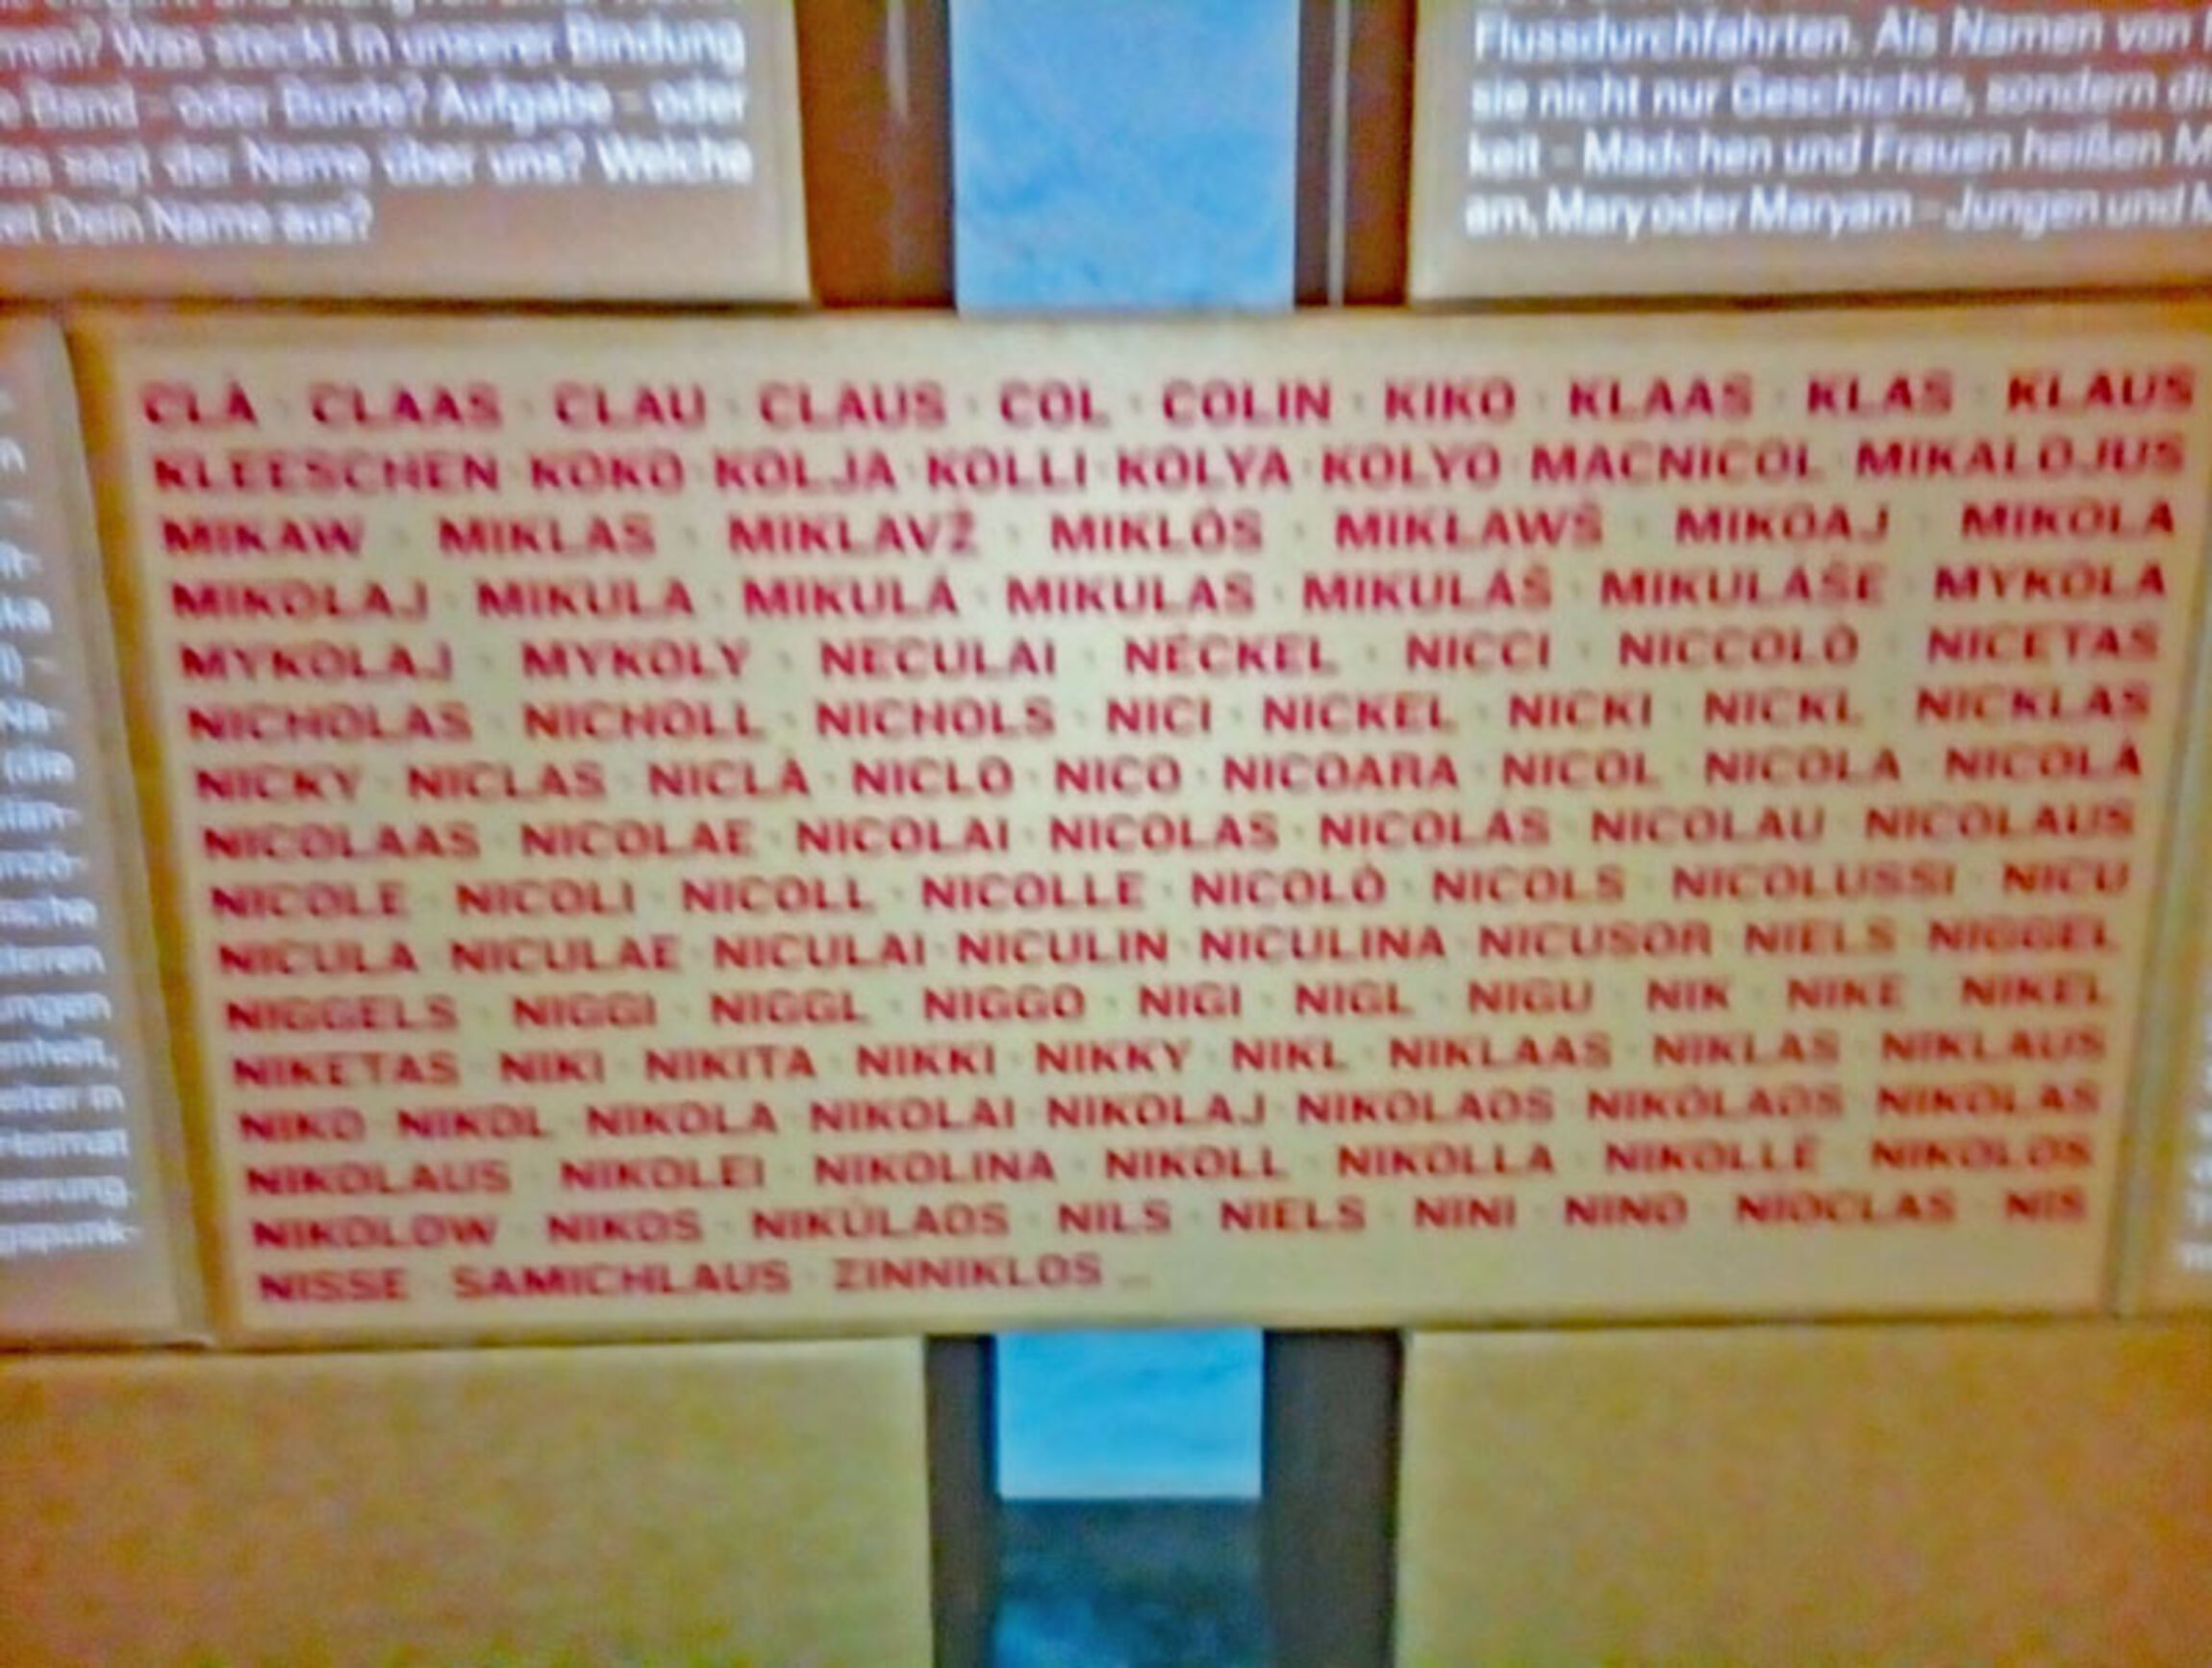 men? Was steckt in unserer Bindung
Band – oder Bürde? Aufgabe – oder
sagt der Name über uns? Welche
Dein Name aus?
Flussdurchfahrten. Als Namen von
sie nicht nur Geschichte, sondern
keit – Mädchen und Frauen heißen
am, Mary oder Maryam – Jungen und
CLÀ · CLAAS · CLAU · CLAUS · COL · COLIN · KIKO · KLAAS · KLAS · KLAUS
KLEESCHEN · KOKO · KOLJA · KOLLI · KOLYA · KOLYO · MACNICOL · MIKALOJUS
MIKAW · MIKLAS · MIKLAVŽ · MIKLÓS · MIKLAWŠ · MIKOAJ · MIKOLA
MIKOLAJ · MIKULA · MIKULÁ · MIKULAS · MIKULÁŠ · MIKULÁŠE · MYKOLA
MYKOLAJ · MYKOLY · NECULAI · NÉCKEL · NICCI · NICCOLÒ · NICETAS
NICHOLAS · NICHOLL · NICHOLS · NICI · NICKEL · NICKI · NICKL · NICKLAS
NICKY · NICLAS · NICLÀ · NICLO · NICO · NICOARA · NICOL · NICOLA · NICOLÀ
NICOLAAS · NICOLAE · NICOLAI · NICOLAS · NICOLÁS · NICOLAU · NICOLAUS
NICOLE · NICOLI · NICOLL · NICOLLE · NICOLÒ · NICOLS · NICOLUSSI · NICU
NICULA · NICULAE · NICULAI · NICULIN · NICULINA · NICUSOR · NIELS · NIGGEL
NIGGELS · NIGGI · NIGGL · NIGGO · NIGI · NIGL · NIGU · NIK · NIKE · NIKEL
NIKETAS · NIKI · NIKITA · NIKKI · NIKKY · NIKL · NIKLAAS · NIKLAS · NIKLAUS
NIKO · NIKOL · NIKOLA · NIKOLAI · NIKOLAJ · NIKOLAOS · NIKÓLAOS · NIKOLAS
NIKOLAUS · NIKOLEI · NIKOLINA · NIKOLL · NIKOLLA · NIKOLLË · NIKOLOS
NIKOLOW · NIKOS · NIKÚLAOS · NILS · NIELS · NINI · NINO · NIOCLAS · NIS
NISSE · SAMICHLAUS · ZINNIKLOS ...